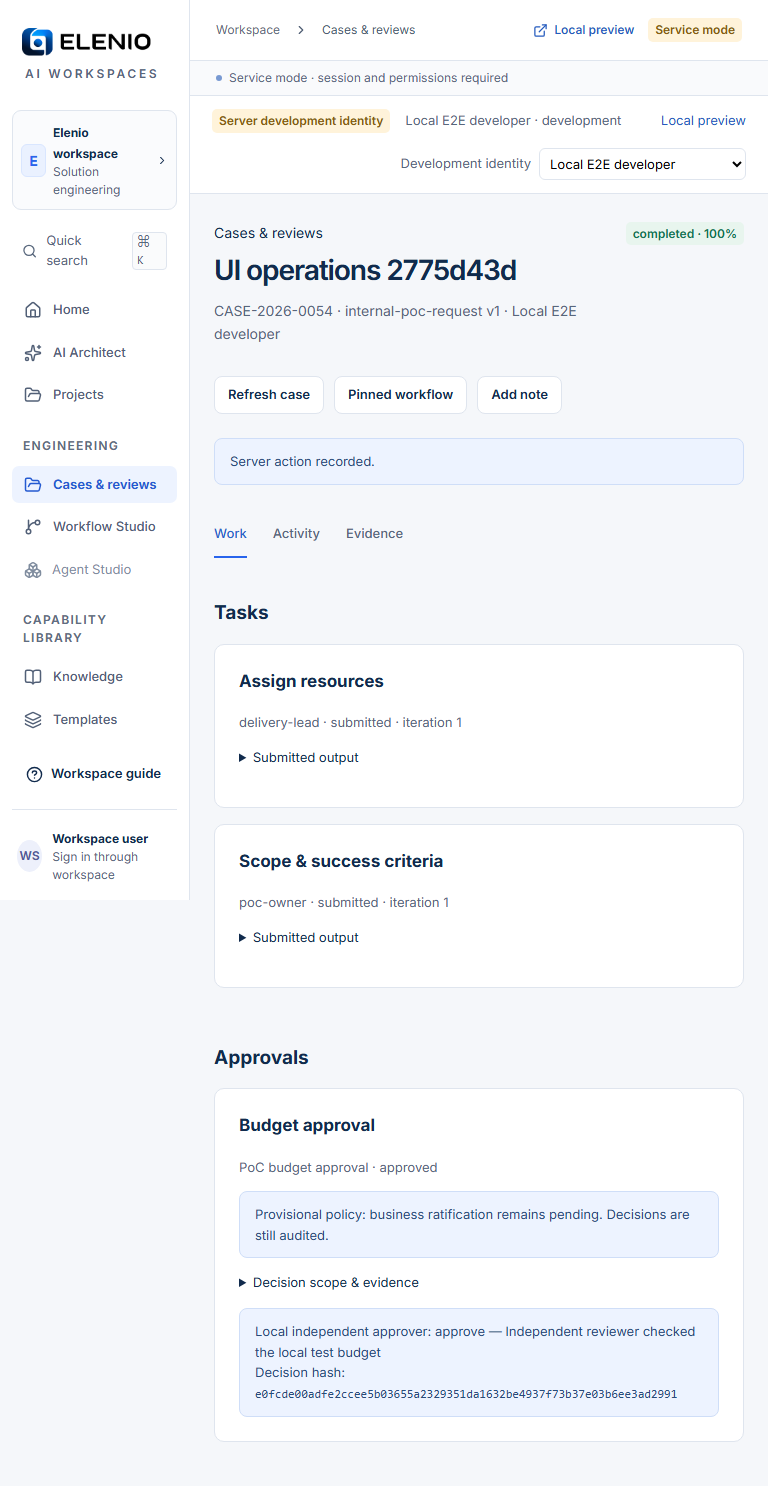 ELENIO
AI WORKSPACES
E
Elenio
workspace
Solution
engineering
Quick
search
⌘
K
Home
AI Architect
Projects
ENGINEERING
Cases & reviews
Workflow Studio
Agent Studio
CAPABILITY
LIBRARY
Knowledge
Templates
Workspace guide
WS
Workspace user
Sign in through
workspace
Workspace
Cases & reviews
Local preview
Service mode
Service mode · session and permissions required
Server development identity
Local E2E developer · development
Local preview
Development identity
Local E2E developer
Cases & reviews
completed · 100%
UI operations 2775d43d
CASE-2026-0054 · internal-poc-request v1 · Local E2E
developer
Refresh case
Pinned workflow
Add note
Server action recorded.
Work
Activity
Evidence
Tasks
Assign resources
delivery-lead · submitted · iteration 1
Submitted output
Scope & success criteria
poc-owner · submitted · iteration 1
Submitted output
Approvals
Budget approval
PoC budget approval · approved
Provisional policy: business ratification remains pending. Decisions are
still audited.
Decision scope & evidence
Local independent approver: approve — Independent reviewer checked
the local test budget
Decision hash:
e0fcde00adfe2ccee5b03655a2329351da1632be4937f73b37e03b6ee3ad2991